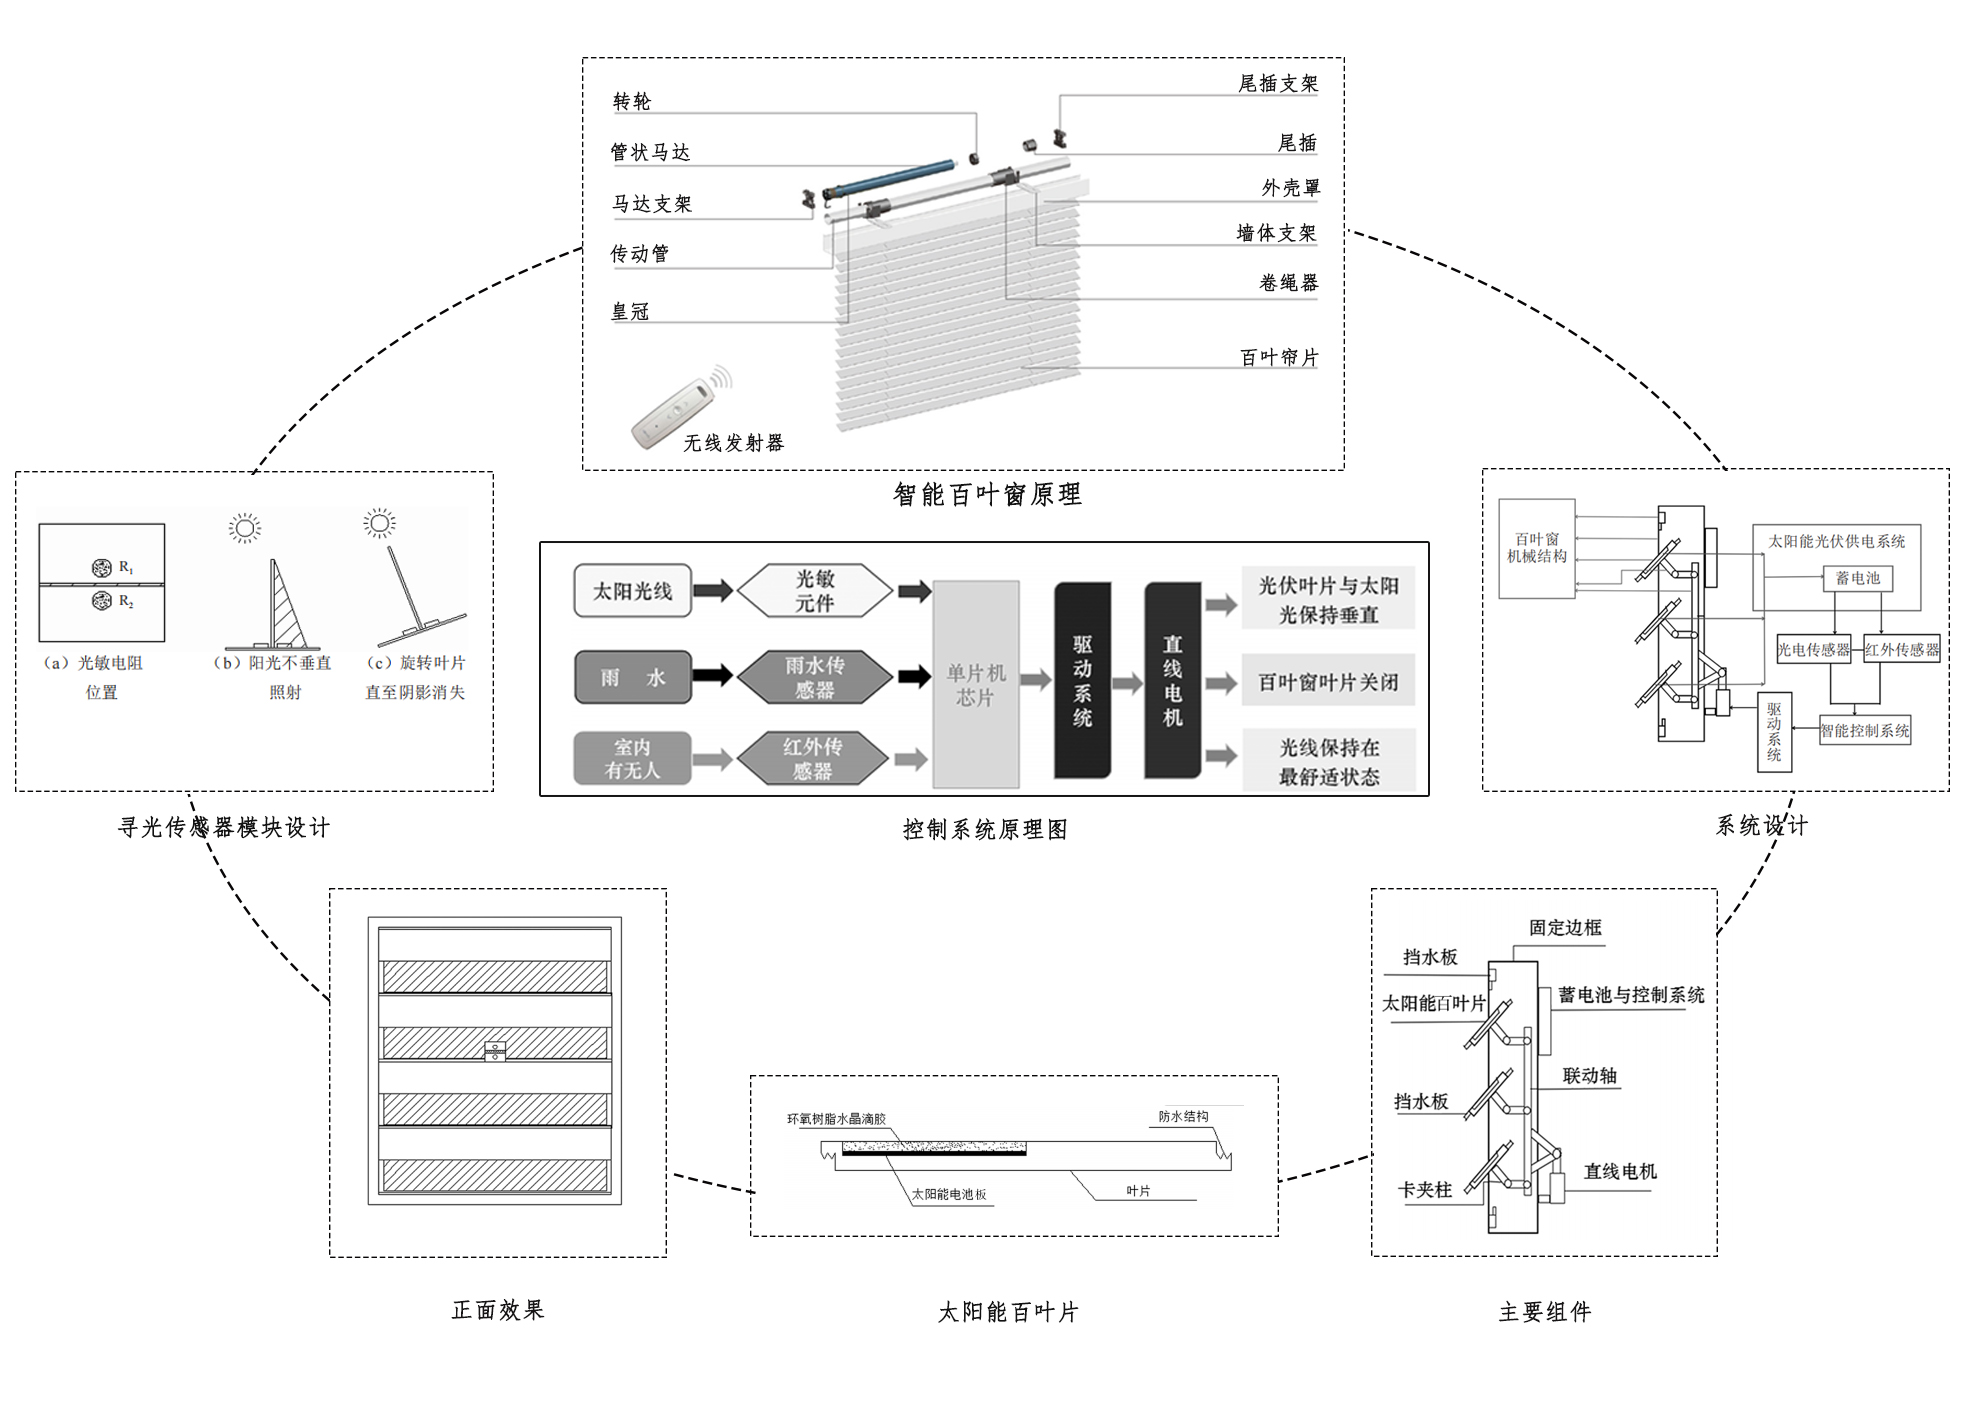 转轮
管状马达
马达支架
传动管
皇冠
尾插支架
尾插
外壳罩
墙体支架
卷绳器
百叶帘片
无线发射器
智能百叶窗原理
R1
R2
（a）光敏电阻
位置
（b）阳光不垂直
照射
（c）旋转叶片
直至阴影消失
寻光传感器模块设计
太阳光线
光敏
元件
雨 水
雨水传
感器
室内
有无人
红外传
感器
单片机
芯片
驱动系统
直线电机
光伏叶片与太阳
光保持垂直
百叶窗叶片关闭
光线保持在
最舒适状态
控制系统原理图
百叶窗
机械结构
太阳能光伏供电系统
蓄电池
光电传感器
红外传感器
驱动系统
智能控制系统
系统设计
正面效果
环氧树脂水晶滴胶
防水结构
太阳能电池板
叶片
太阳能百叶片
固定边框
挡水板
太阳能百叶片
蓄电池与控制系统
联动轴
挡水板
直线电机
卡夹柱
主要组件